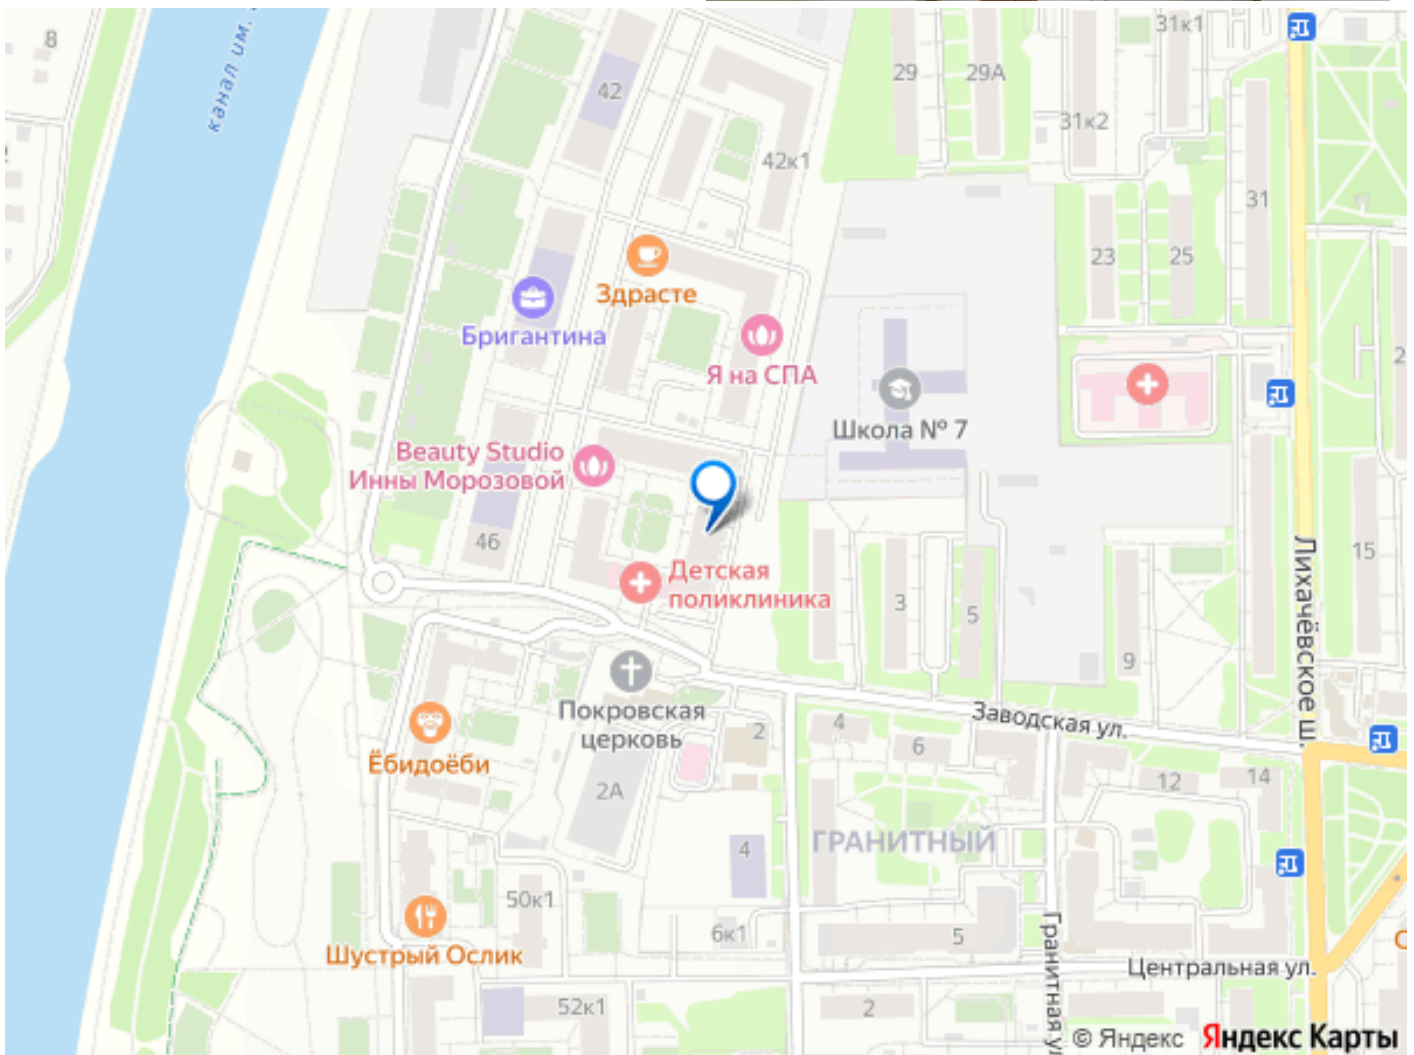 8
канал им.
42
29
29А
31к1
31к2
42к1
31
23
25
Здрасте
Бригантина
Я на СПА
2
Школа № 7
Beauty Studio
Инны Морозовой
46
Детская
поликлиника
3
5
9
15
Лихачёвское ш.
Покровская
церковь
2
4
6
Заводская ул.
12
14
Ёбидоёби
2А
4
ГРАНИТНЫЙ
50к1
6к1
5
Шустрый Ослик
Центральная ул.
Гранитная ул
52к1
2
С
© Яндекс Яндекс Карты